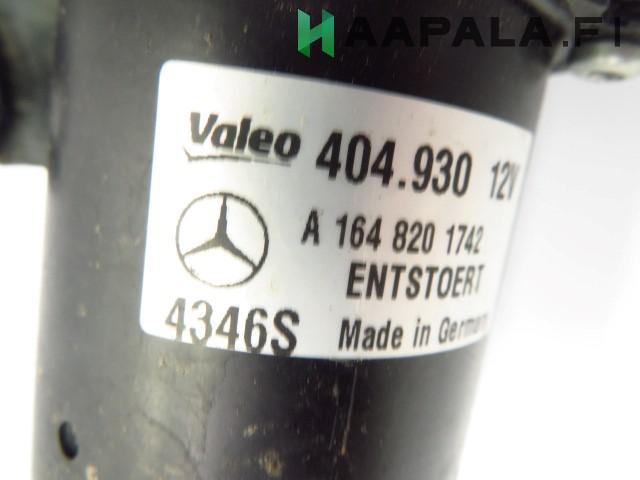 HAAPALA.FI
Valeo 404.930 12V
A 164 820 1742
ENTSTOERT
4346S Made in Germany